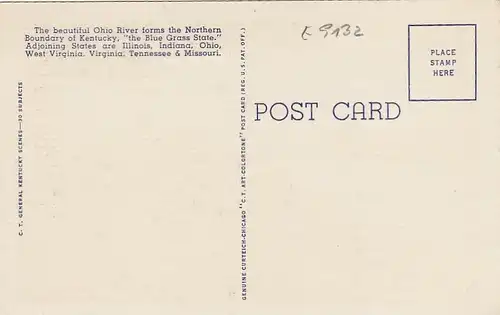 The beautiful Ohio River forms the Northern
Boundary of Kentucky, "the Blue Grass State."
Adjoining States are Illinois, Indiana, Ohio,
West Virginia, Virginia, Tennessee & Missouri.
C. T. GENERAL KENTUCKY SCENES—30 SUBJECTS
GENUINE CURTEICH-CHICAGO "C. T. ART-COLORTONE" POST CARD (REG. U. S. PAT. OFF.)
E 9132
POST CARD
PLACE
STAMP
HERE